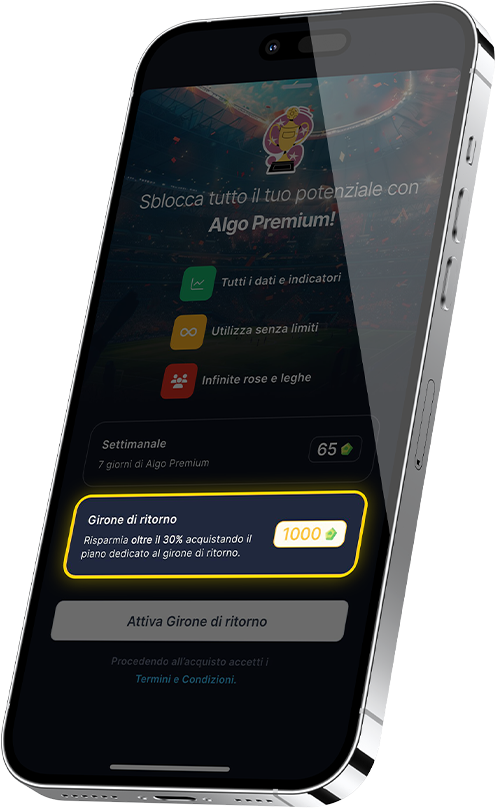 Sblocca tutto il tuo potenziale con
Algo Premium!
Tutti i dati e indicatori
Utilizza senza limiti
Infinite rose e leghe
Settimanale
7 giorni di Algo Premium
65
Girone di ritorno
Risparmia oltre il 30% acquistando il
piano dedicato al girone di ritorno.
1000
Attiva Girone di ritorno
Procedendo all'acquisto accetti i
Termini e Condizioni.